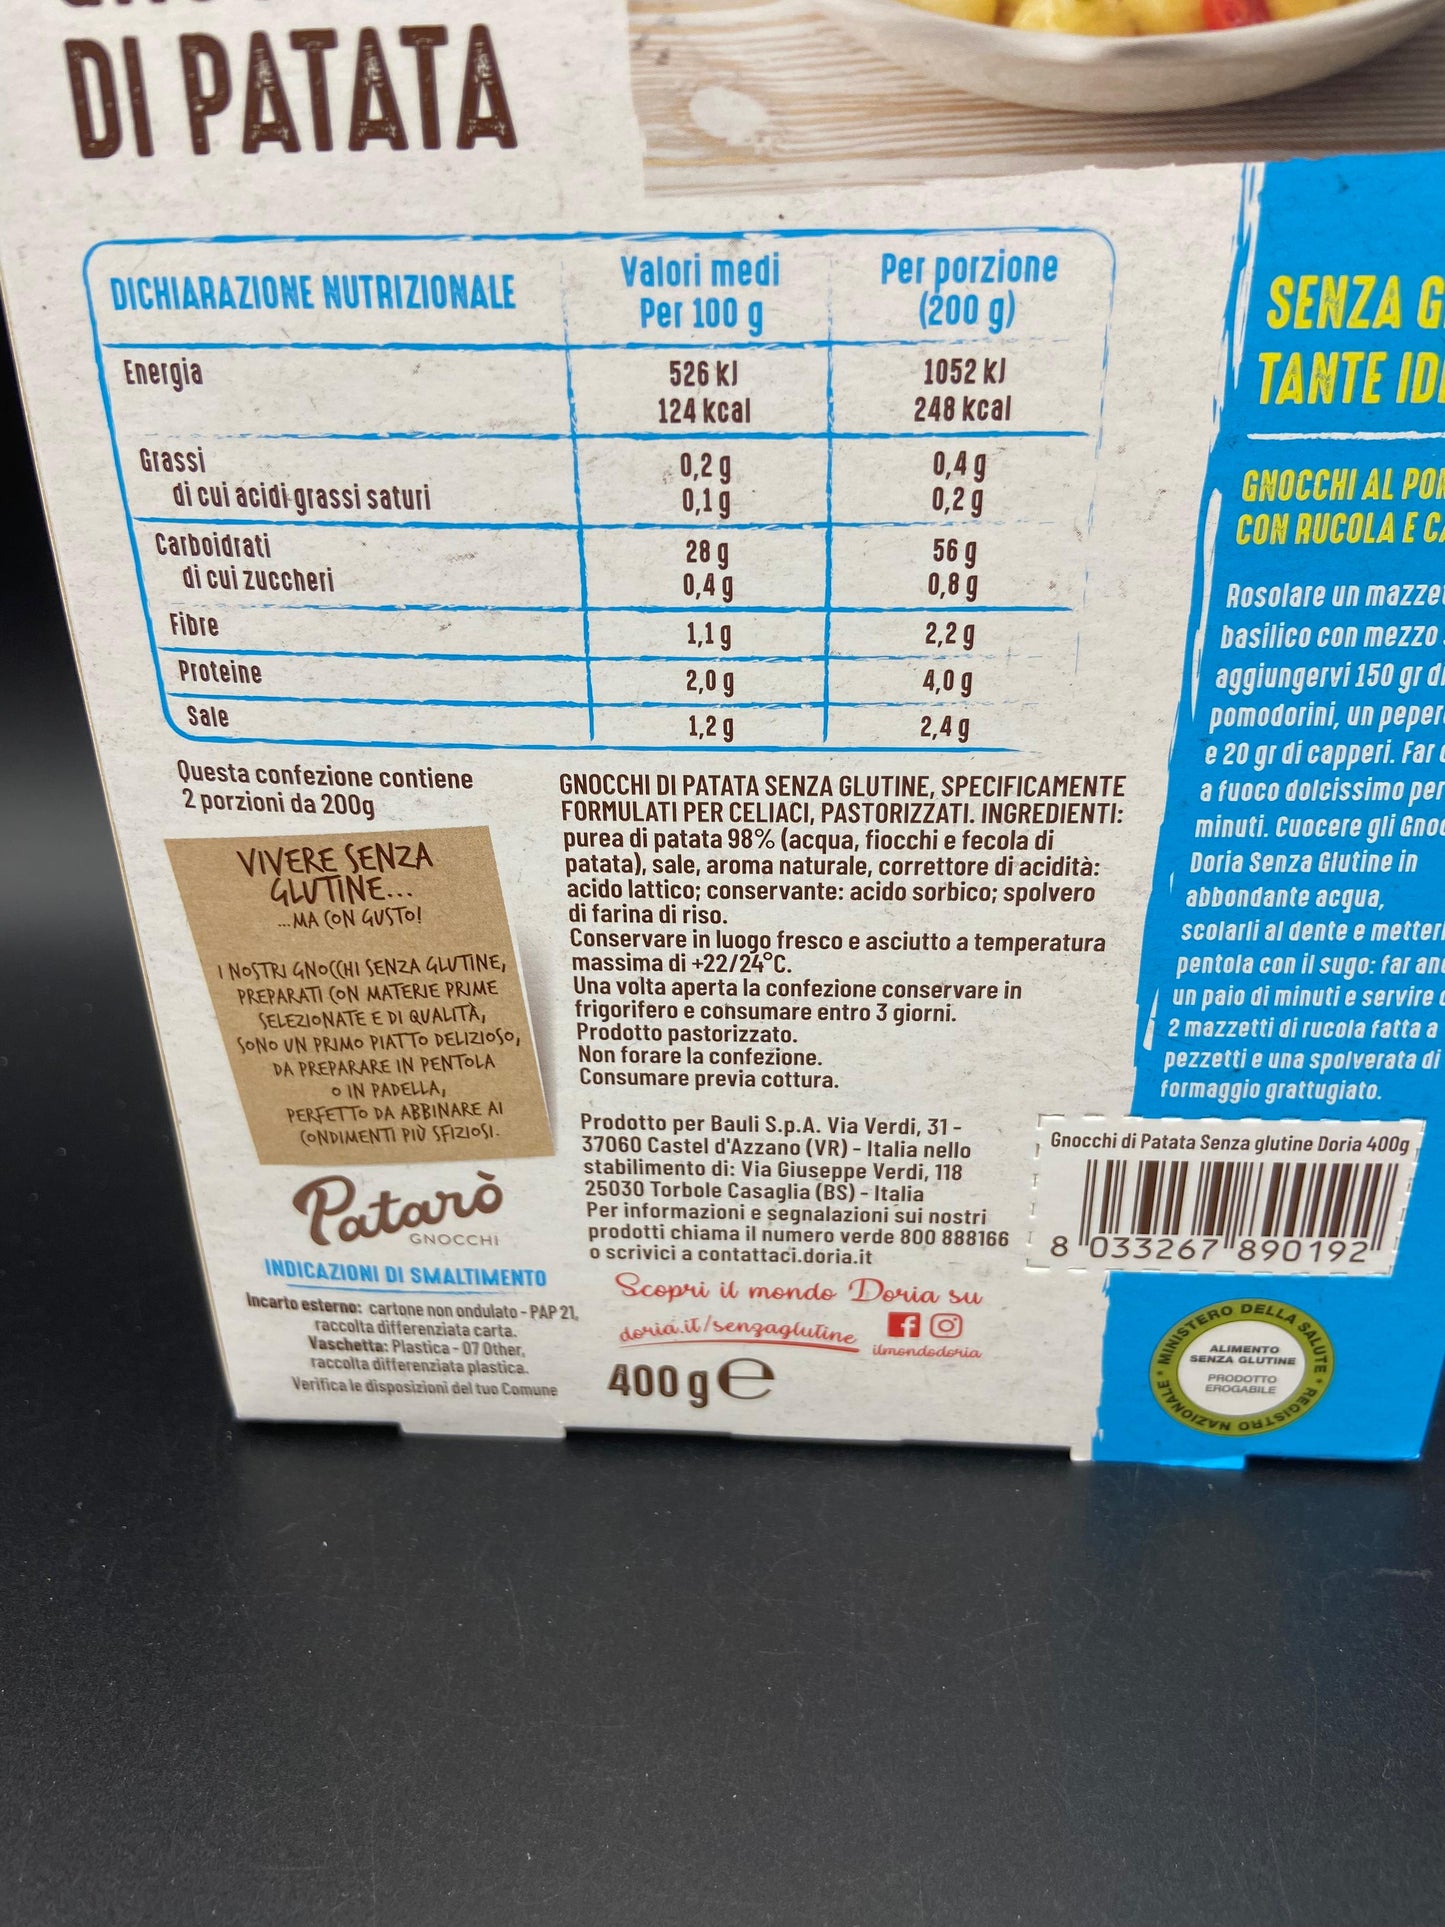 DI PATATA
DICHIARAZIONE NUTRIZIONALE
Valori medi
Per 100 g
Per porzione
(200 g)
Energia
526 kJ
1052 kJ
124 kcal
248 kcal
Grassi
0,2 g
0,4 g
di cui acidi grassi saturi
0,1 g
0,2 g
Carboidrati
28 g
56 g
di cui zuccheri
0,4 g
0,8 g
Fibre
1,1 g
2,2 g
Proteine
2,0 g
4,0 g
Sale
1,2 g
2,4 g
Questa confezione contiene
2 porzioni da 200g
VIVERE SENZA
GLUTINE...
...MA CON GUSTO!
I NOSTRI GNOCCHI SENZA GLUTINE,
PREPARATI CON MATERIE PRIME
SELEZIONATE E DI QUALITÀ,
SONO UN PRIMO PIATTO DELIZIOSO,
DA PREPARARE IN PENTOLA
O IN PADELLA,
PERFETTO DA ABBINARE AI
CONDIMENTI PIÙ SFIZIOSI.
Patarò
GNOCCHI
INDICAZIONI DI SMALTIMENTO
Incarto esterno: cartone non ondulato - PAP 21,
raccolta differenziata carta.
Vaschetta: Plastica - 07 Other,
raccolta differenziata plastica.
Verifica le disposizioni del tuo Comune
GNOCCHI DI PATATA SENZA GLUTINE, SPECIFICAMENTE
FORMULATI PER CELIACI, PASTORIZZATI. INGREDIENTI:
purea di patata 98% (acqua, fiocchi e fecola di
patata), sale, aroma naturale, correttore di acidità:
acido lattico; conservante: acido sorbico; spolvero
di farina di riso.
Conservare in luogo fresco e asciutto a temperatura
massima di +22/24°C.
Una volta aperta la confezione conservare in
frigorifero e consumare entro 3 giorni.
Prodotto pastorizzato.
Non forare la confezione.
Consumare previa cottura.
Prodotto per Bauli S.p.A. Via Verdi, 31 -
37060 Castel d'Azzano (VR) - Italia nello
stabilimento di: Via Giuseppe Verdi, 118
25030 Torbole Casaglia (BS) - Italia
Per informazioni e segnalazioni sui nostri
prodotti chiama il numero verde 800 888166
o scrivici a contattaci.doria.it
Scopri il mondo Doria su
doria.it/senzaglutine
ilmondodoria
400 g e
SENZA G
TANTE ID
GNOCCHI AL PO
CON RUCOLA E C
Rosolare un mazze
basilico con mezzo
aggiungervi 150 gr di
pomodorini, un peper
e 20 gr di capperi. Far
a fuoco dolcissimo per
minuti. Cuocere gli Gnoc
Doria Senza Glutine in
abbondante acqua,
scolarli al dente e metterl
pentola con il sugo: far an
un paio di minuti e servire c
2 mazzetti di rucola fatta a
pezzetti e una spolverata di
formaggio grattugiato.
Gnocchi di Patata Senza glutine Doria 400g
8 033267 890192
MINISTERO DELLA SALUTE * REGISTRO NAZIONALE *
ALIMENTO
SENZA GLUTINE
PRODOTTO
EROGABILE